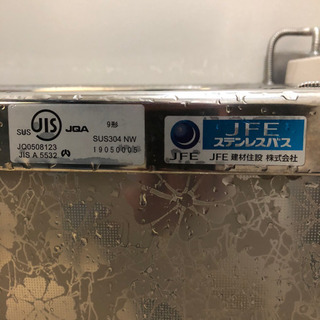 SUS JIS JQA
9形
SUS304 NW
JQ0508123
19050005
JIS A 5532
JFE
ステンレスバス
JFE
JFE 建材住設 株式会社